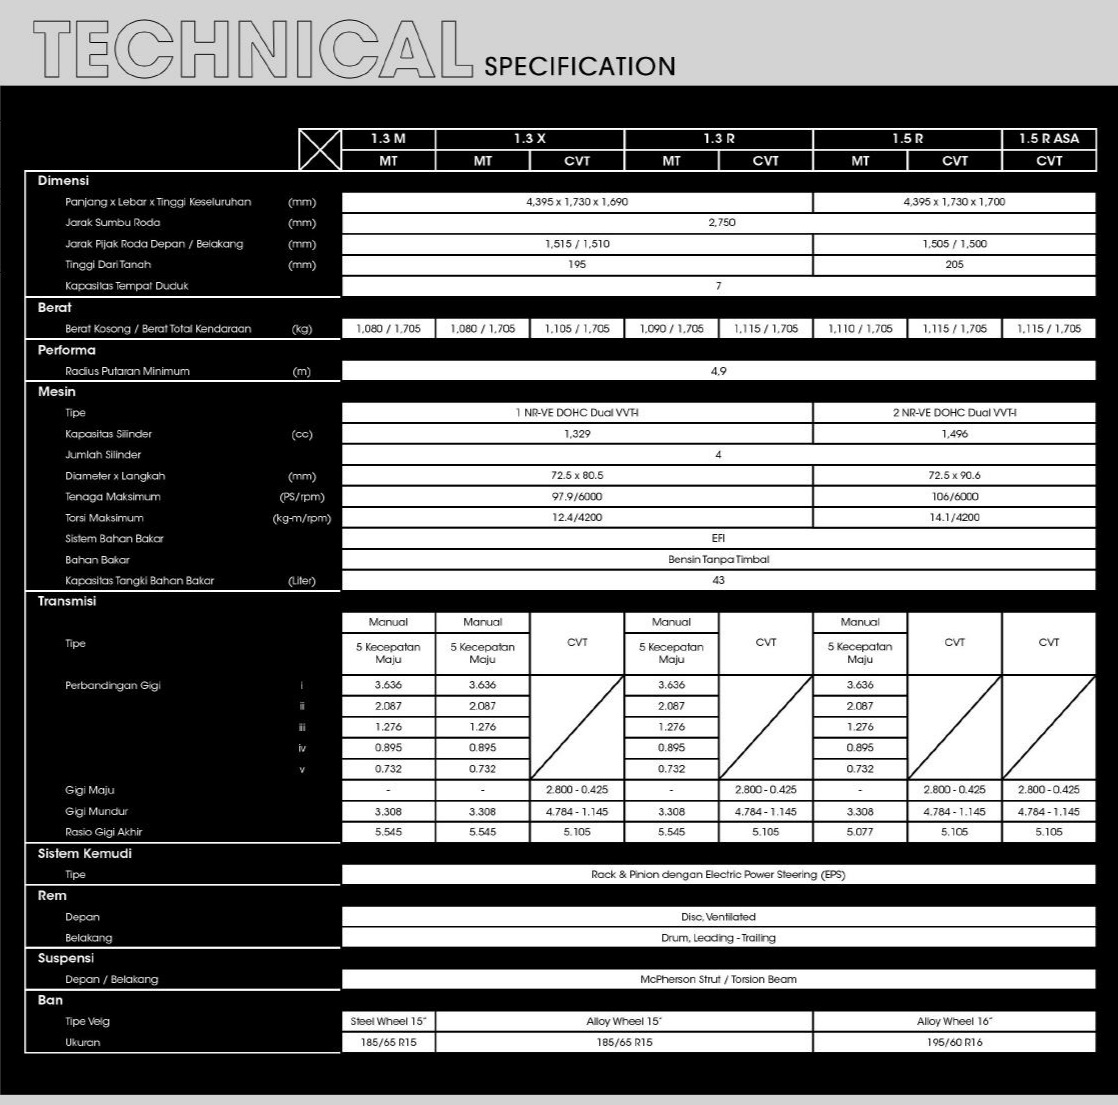 TECHNICAL SPECIFICATION
1.3 M 1.3 X 1.3 R 1.5 R 1.5 R ASA
MT MT CVT MT CVT MT CVT CVT
Dimensi
Panjang x Lebar x Tinggi Keseluruhan (mm) 4,395 x 1,730 x 1,690 4,395 x 1,730 x 1,700
Jarak Sumbu Roda (mm) 2,750
Jarak Pijak Roda Depan / Belakang (mm) 1,515 / 1,510 1,505 / 1,500
Tinggi Dari Tanah (mm) 195 205
Kapasitas Tempat Duduk 7
Berat
Berat Kosong / Berat Total Kendaraan (kg) 1,080 / 1,705 1,080 / 1,705 1,105 / 1,705 1,090 / 1,705 1,115 / 1,705 1,110 / 1,705 1,115 / 1,705 1,115 / 1,705
Performa
Radius Putaran Minimum (m) 4,9
Mesin
Tipe 1 NR-VE DOHC Dual VVT-I 2 NR-VE DOHC Dual VVT-I
Kapasitas Silinder (cc) 1,329 1,496
Jumlah Silinder 4
Diameter x Langkah (mm) 72.5 x 80.5 72.5 x 90.6
Tenaga Maksimum (PS/rpm) 97.9/6000 106/6000
Torsi Maksimum (kg-m/rpm) 12.4/4200 14.1/4200
Sistem Bahan Bakar EFI
Bahan Bakar Bensin Tanpa Timbal
Kapasitas Tangki Bahan Bakar (Liter) 43
Transmisi
Manual Manual Manual Manual
Tipe CVT CVT CVT CVT
5 Kecepatan 5 Kecepatan 5 Kecepatan 5 Kecepatan
Maju Maju Maju Maju
Perbandingan Gigi i 3.636 3.636 3.636 3.636
ii 2.087 2.087 2.087 2.087
iii 1.276 1.276 1.276 1.276
iv 0.895 0.895 0.895 0.895
v 0.732 0.732 0.732 0.732
Gigi Maju - - 2.800 - 0.425 - 2.800 - 0.425 - 2.800 - 0.425 2.800 - 0.425
Gigi Mundur 3.308 3.308 4.784 - 1.145 3.308 4.784 - 1.145 3.308 4.784 - 1.145 4.784 - 1.145
Rasio Gigi Akhir 5.545 5.545 5.105 5.545 5.105 5.077 5.105 5.105
Sistem Kemudi
Tipe Rack & Pinion dengan Electric Power Steering (EPS)
Rem
Depan Disc, Ventilated
Belakang Drum, Leading - Trailing
Suspensi
Depan / Belakang McPherson Strut / Torsion Beam
Ban
Tipe Velg Steel Wheel 15" Alloy Wheel 15" Alloy Wheel 16"
Ukuran 185/65 R15 185/65 R15 195/60 R16